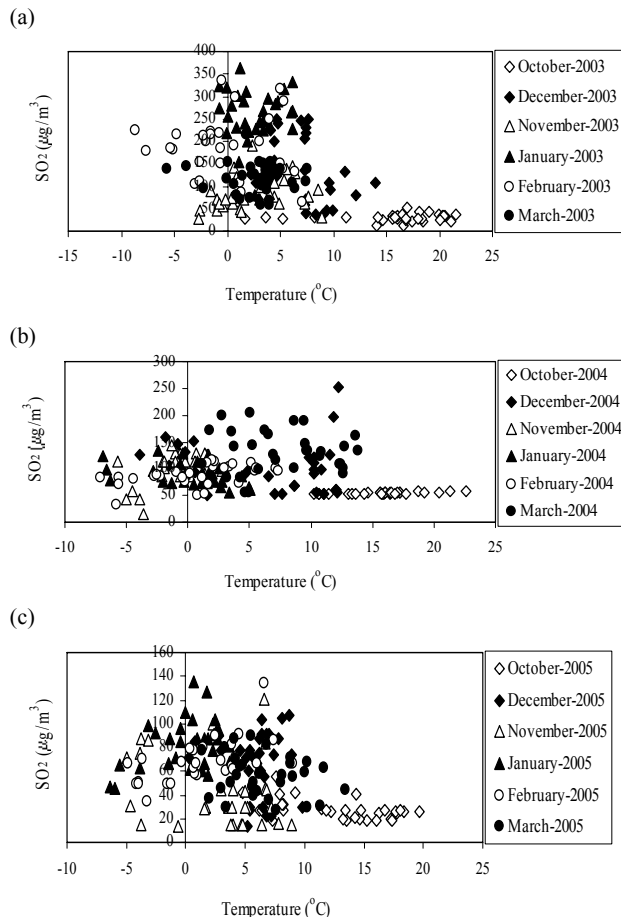 (a)
SO2 (µg/m3)
400
350
300
250
200
150
100
50
0
-15 -10 -5 0 5 10 15 20 25
Temperature (oC)
October-2003
December-2003
November-2003
January-2003
February-2003
March-2003
(b)
SO2 (µg/m3)
300
250
200
150
100
50
0
-10 -5 0 5 10 15 20 25
Temperature (oC)
October-2004
December-2004
November-2004
January-2004
February-2004
March-2004
(c)
SO2 (µg/m3)
160
140
120
100
80
60
40
20
0
-10 -5 0 5 10 15 20 25
Temperature (oC)
October-2005
December-2005
November-2005
January-2005
February-2005
March-2005